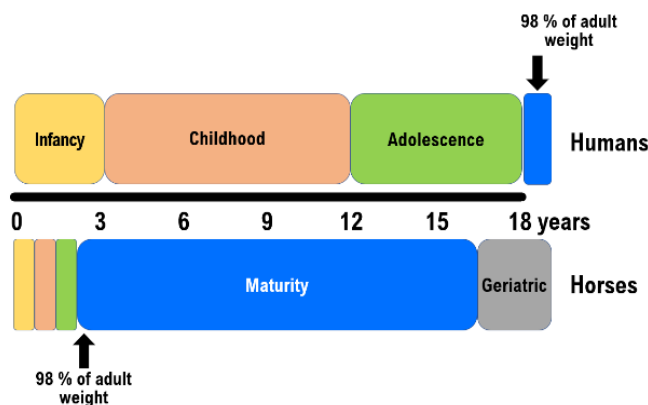 98 % of adult
weight
Infancy
Childhood
Adolescence
Humans
0 3 6 9 12 15 18 years
Maturity
Geriatric
Horses
98 % of adult
weight